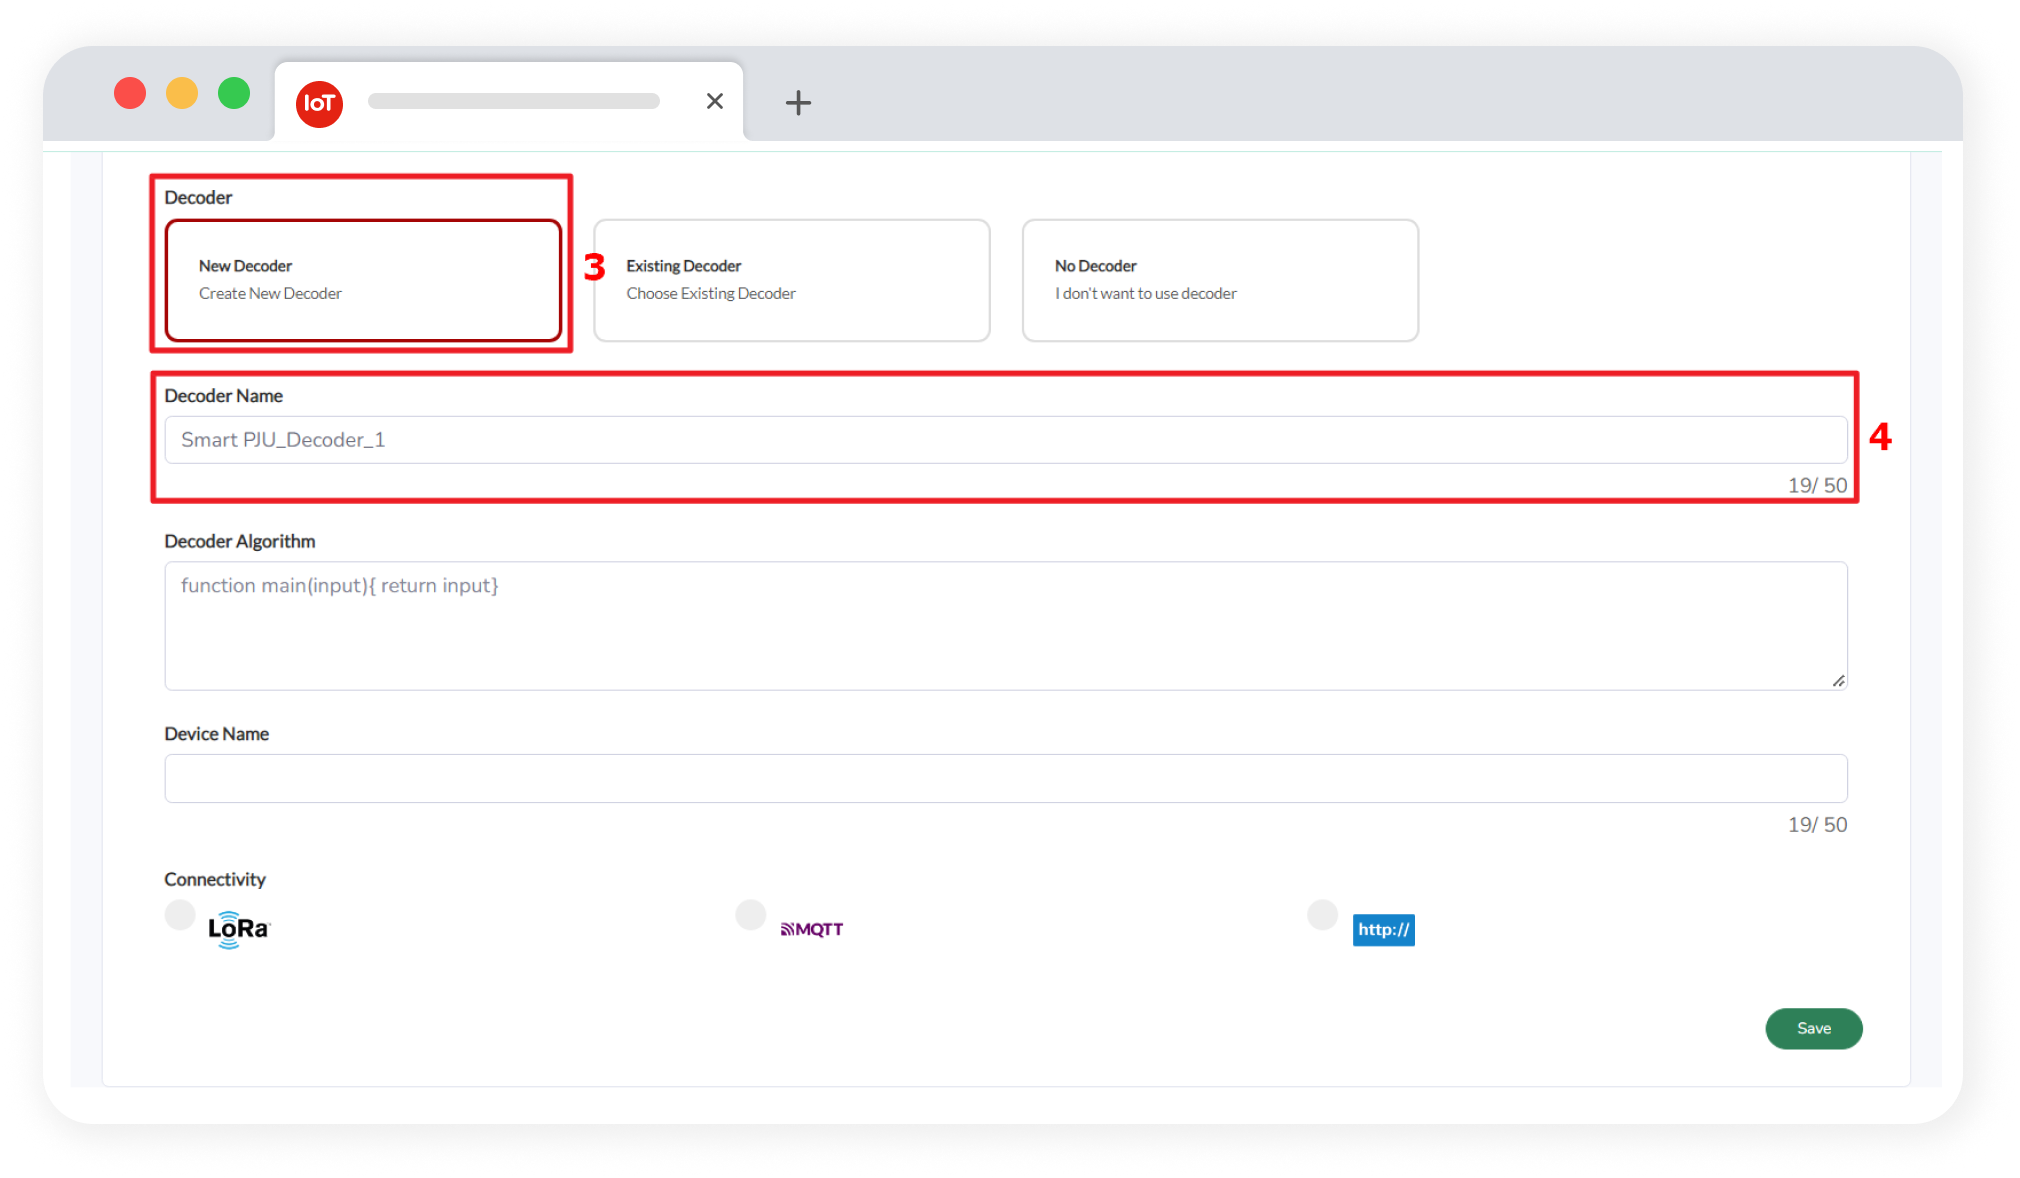 IoT
Decoder
New Decoder
Create New Decoder
3
Existing Decoder
Choose Existing Decoder
No Decoder
I don't want to use decoder
Decoder Name
Smart PJU_Decoder_1
4
19/ 50
Decoder Algorithm
function main(input){ return input}
Device Name
19/ 50
Connectivity
LoRa
MQTT
http://
Save